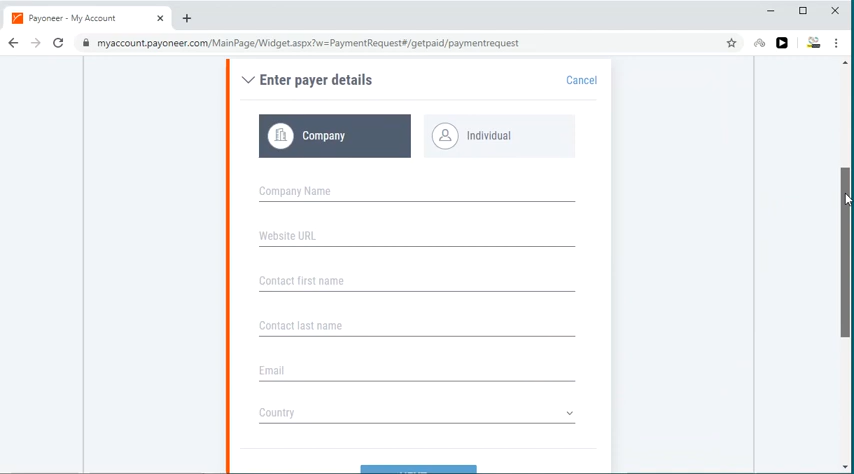 Payoneer - My Account
myaccount.payoneer.com/MainPage/Widget.aspx?w=PaymentRequest#/getpaid/paymentrequest
Enter payer details
Cancel
Company
Individual
Company Name
Website URL
Contact first name
Contact last name
Email
Country